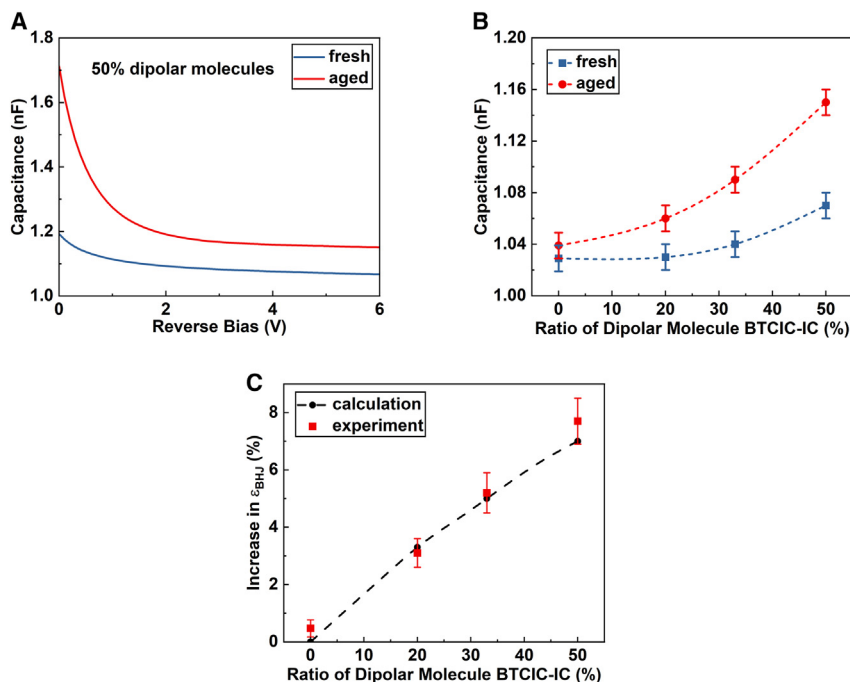 A
1.8
1.6
1.4
1.2
1.0
Capacitance (nF)
50% dipolar molecules
fresh
aged
0 2 4 6
Reverse Bias (V)
B
1.20
1.16
1.12
1.08
1.04
1.00
Capacitance (nF)
fresh
aged
0 10 20 30 40 50
Ratio of Dipolar Molecule BTCIC-IC (%)
C
8
6
4
2
0
Increase in εBHJ (%)
calculation
experiment
0 10 20 30 40 50
Ratio of Dipolar Molecule BTCIC-IC (%)